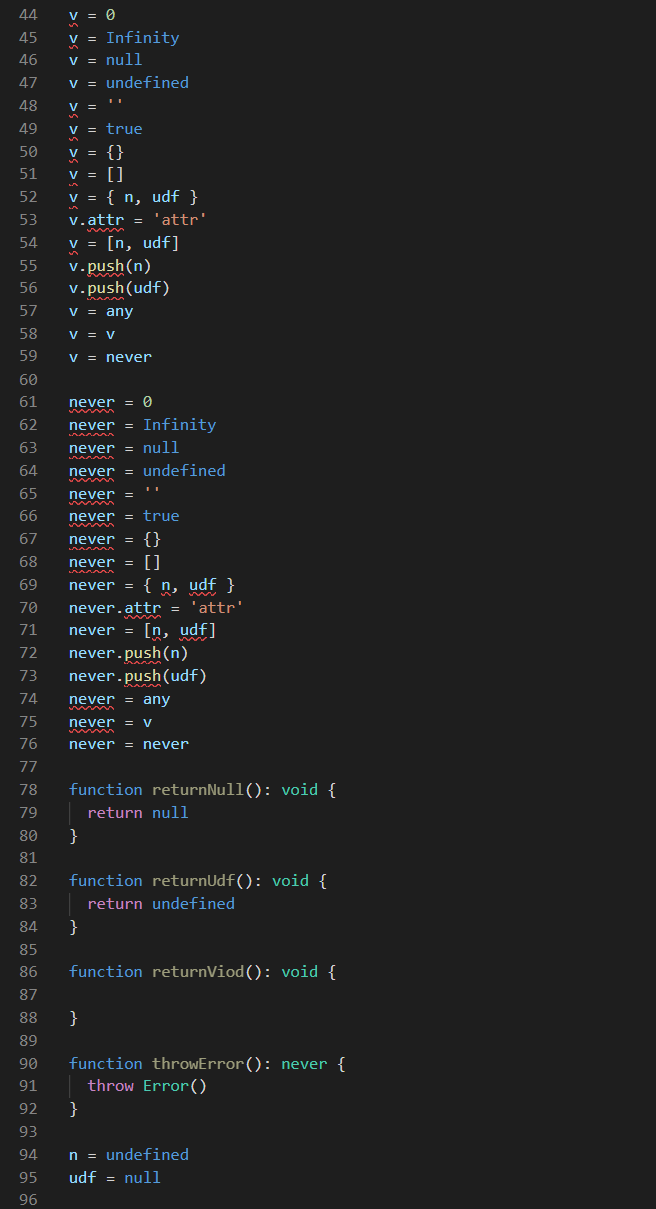 44 v = 0
45 v = Infinity
46 v = null
47 v = undefined
48 v = ''
49 v = true
50 v = {}
51 v = []
52 v = { n, udf }
53 v.attr = 'attr'
54 v = [n, udf]
55 v.push(n)
56 v.push(udf)
57 v = any
58 v = v
59 v = never
60
61 never = 0
62 never = Infinity
63 never = null
64 never = undefined
65 never = ''
66 never = true
67 never = {}
68 never = []
69 never = { n, udf }
70 never.attr = 'attr'
71 never = [n, udf]
72 never.push(n)
73 never.push(udf)
74 never = any
75 never = v
76 never = never
77
78 function returnNull(): void {
79   return null
80 }
81
82 function returnUdf(): void {
83   return undefined
84 }
85
86 function returnViod(): void {
87
88 }
89
90 function throwError(): never {
91   throw Error()
92 }
93
94 n = undefined
95 udf = null
96